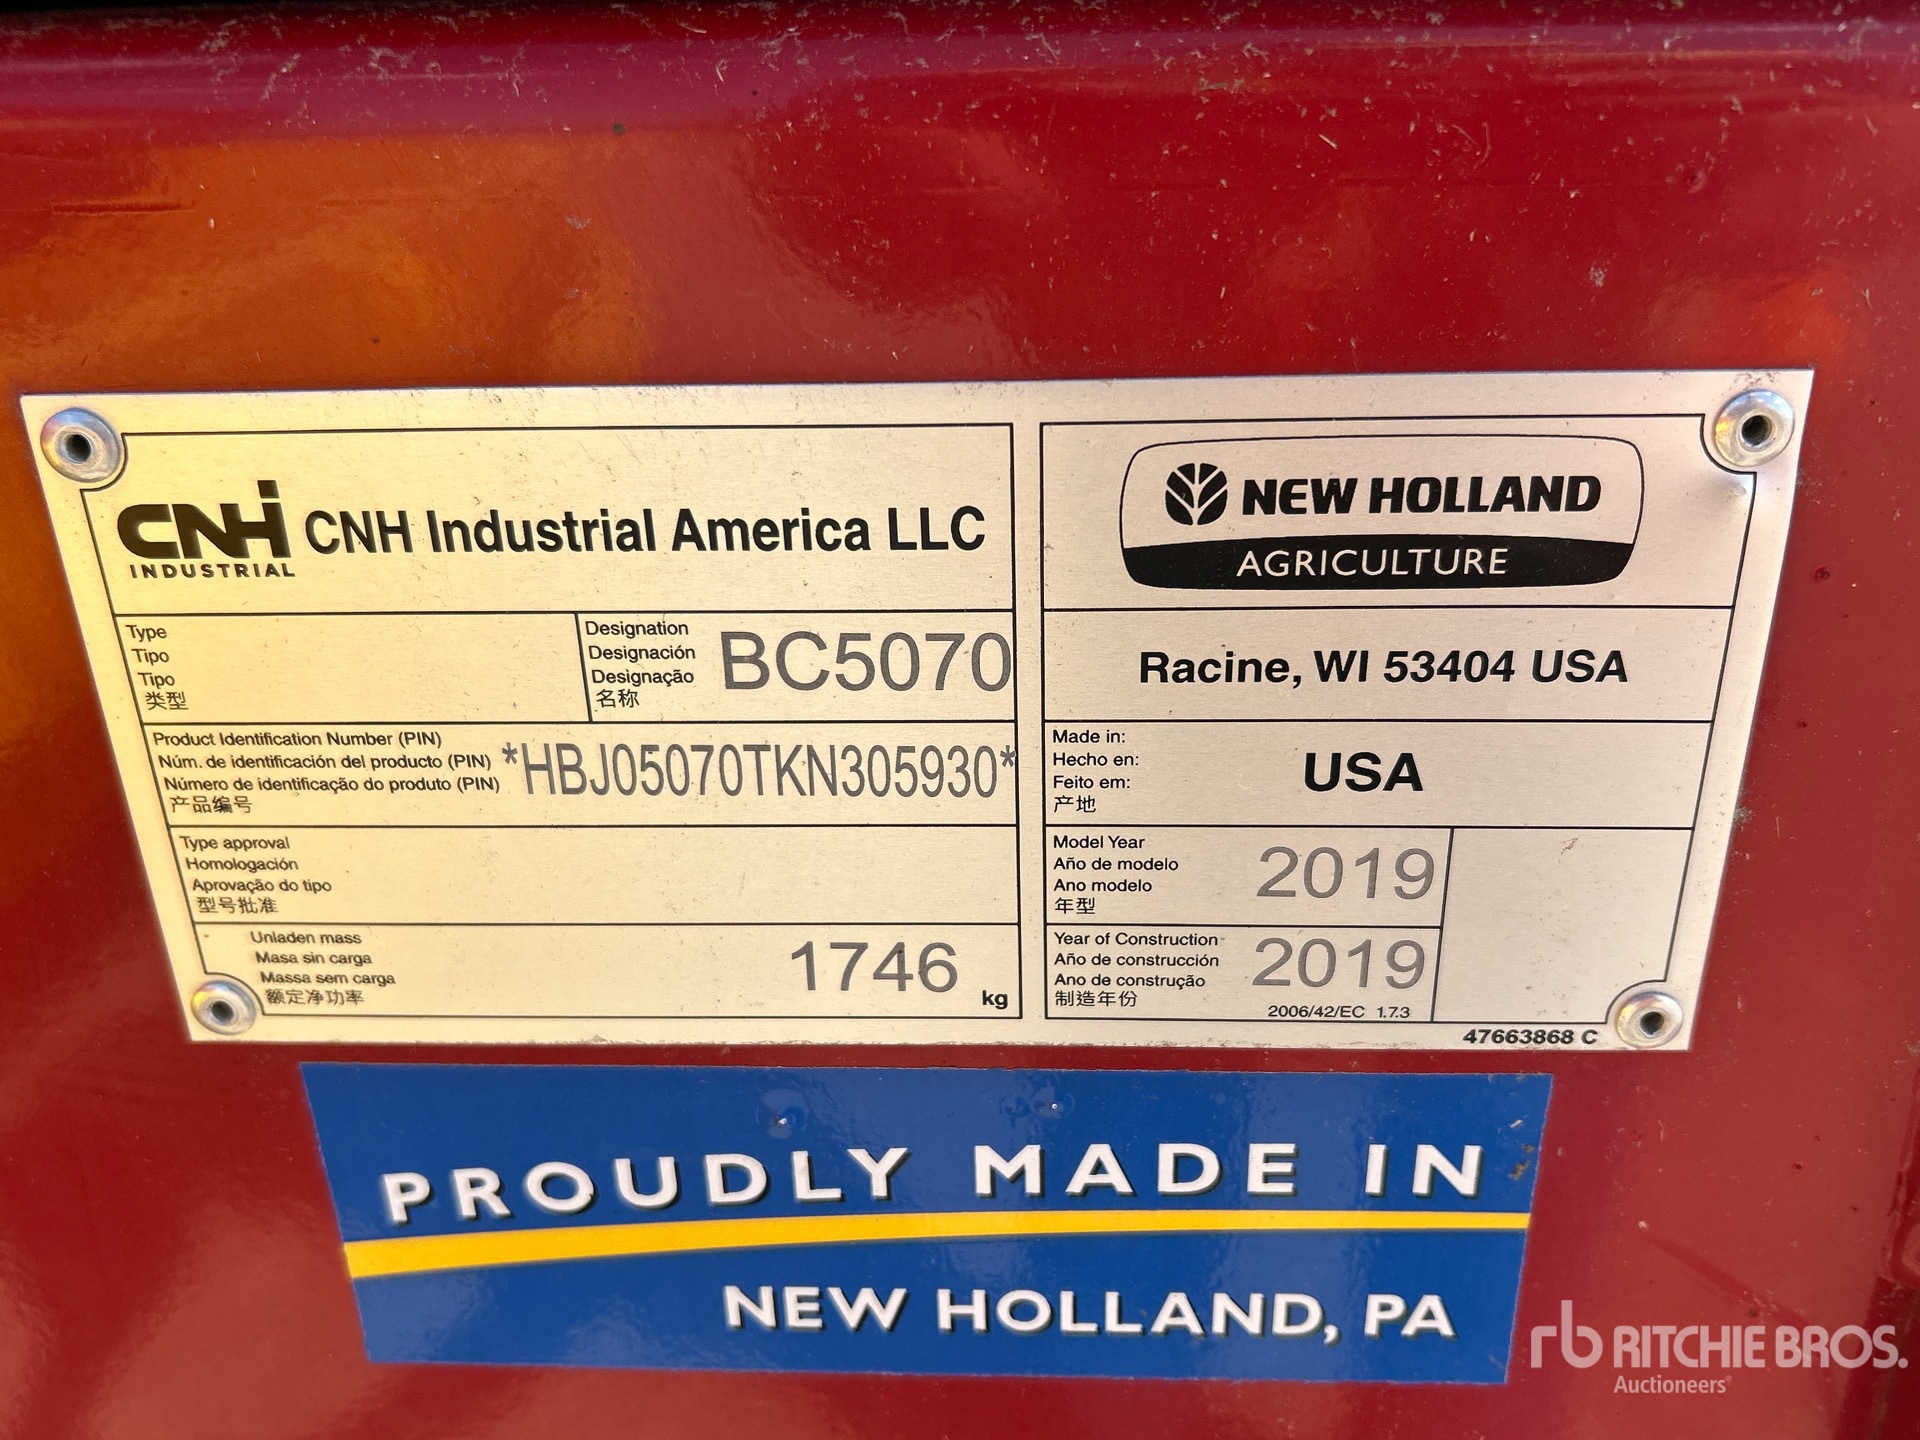 CNH INDUSTRIAL CNH Industrial America LLC
Type
Tipo
Tipo
类型
Designation
Designación
Designação
名称
BC5070
Product Identification Number (PIN)
Núm. de identificación del producto (PIN)
Número de identificação do produto (PIN)
产品编号
*HBJ05070TKN305930*
Type approval
Homologación
Aprovação do tipo
型号批准
Unladen mass
Masa sin carga
Massa sem carga
额定净功率
1746 kg
NEW HOLLAND
AGRICULTURE
Racine, WI 53404 USA
Made in:
Hecho en:
Feito em:
产地
USA
Model Year
Año de modelo
Ano modelo
年型
2019
Year of Construction
Año de construcción
Ano de construção
制造年份
2019
2006/42/EC 1.7.3
47663868 C
PROUDLY MADE IN
NEW HOLLAND, PA
rb RITCHIE BROS.
Auctioneers